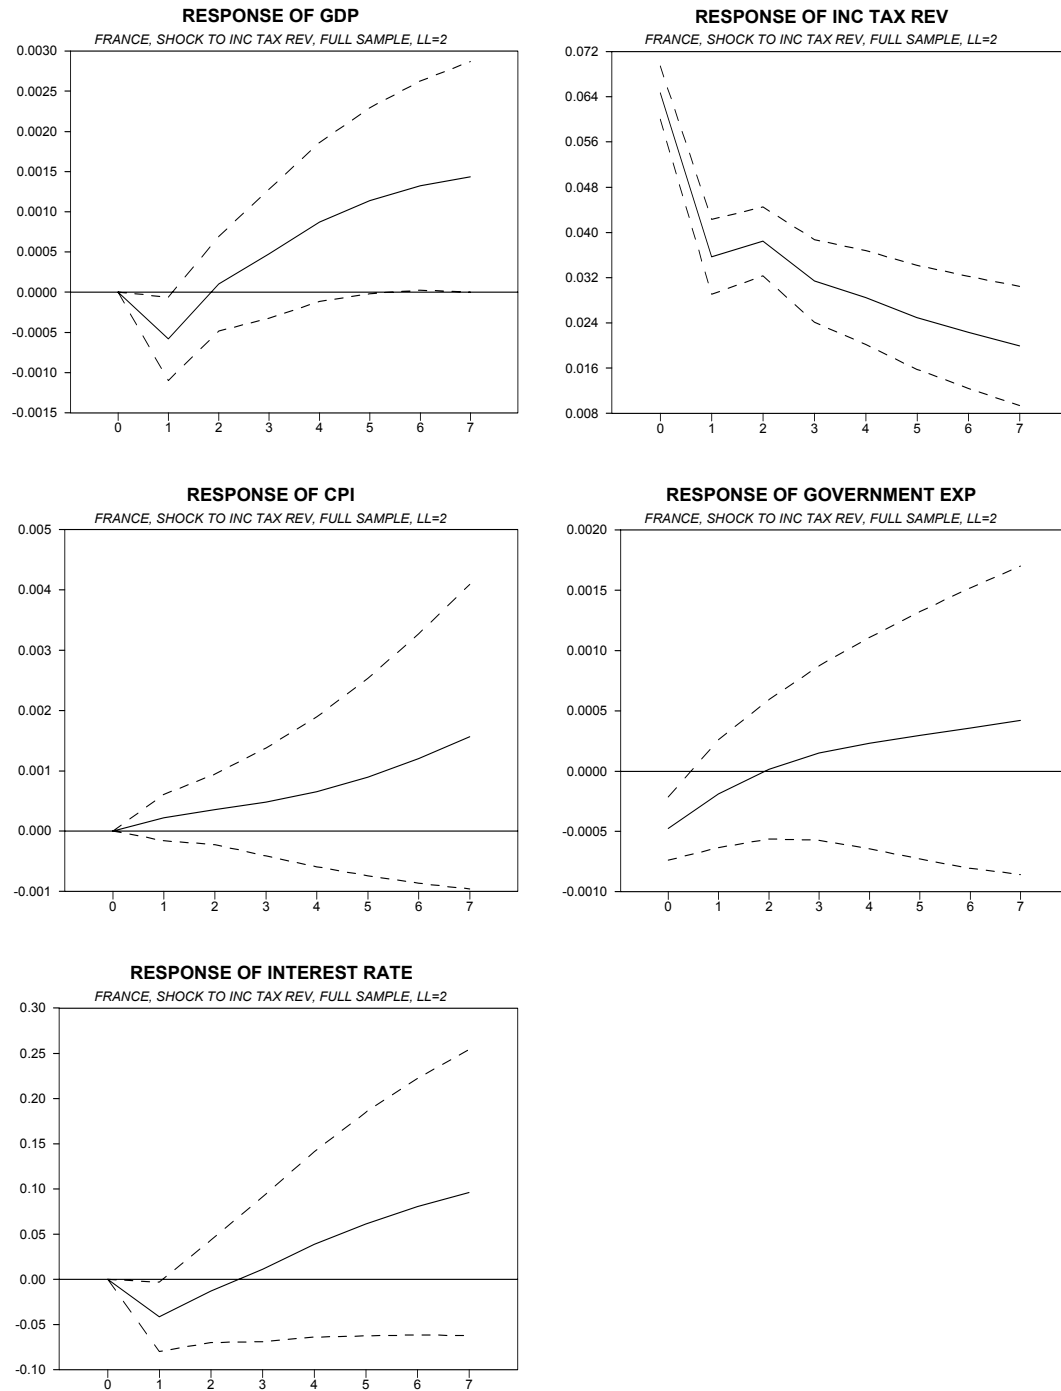 RESPONSE OF GDP
FRANCE, SHOCK TO INC TAX REV, FULL SAMPLE, LL=2
0.0030
0.0025
0.0020
0.0015
0.0010
0.0005
0.0000
-0.0005
-0.0010
-0.0015
0 1 2 3 4 5 6 7
RESPONSE OF INC TAX REV
FRANCE, SHOCK TO INC TAX REV, FULL SAMPLE, LL=2
0.072
0.064
0.056
0.048
0.040
0.032
0.024
0.016
0.008
0 1 2 3 4 5 6 7
RESPONSE OF CPI
FRANCE, SHOCK TO INC TAX REV, FULL SAMPLE, LL=2
0.005
0.004
0.003
0.002
0.001
0.000
-0.001
0 1 2 3 4 5 6 7
RESPONSE OF GOVERNMENT EXP
FRANCE, SHOCK TO INC TAX REV, FULL SAMPLE, LL=2
0.0020
0.0015
0.0010
0.0005
0.0000
-0.0005
-0.0010
0 1 2 3 4 5 6 7
RESPONSE OF INTEREST RATE
FRANCE, SHOCK TO INC TAX REV, FULL SAMPLE, LL=2
0.30
0.25
0.20
0.15
0.10
0.05
0.00
-0.05
-0.10
0 1 2 3 4 5 6 7